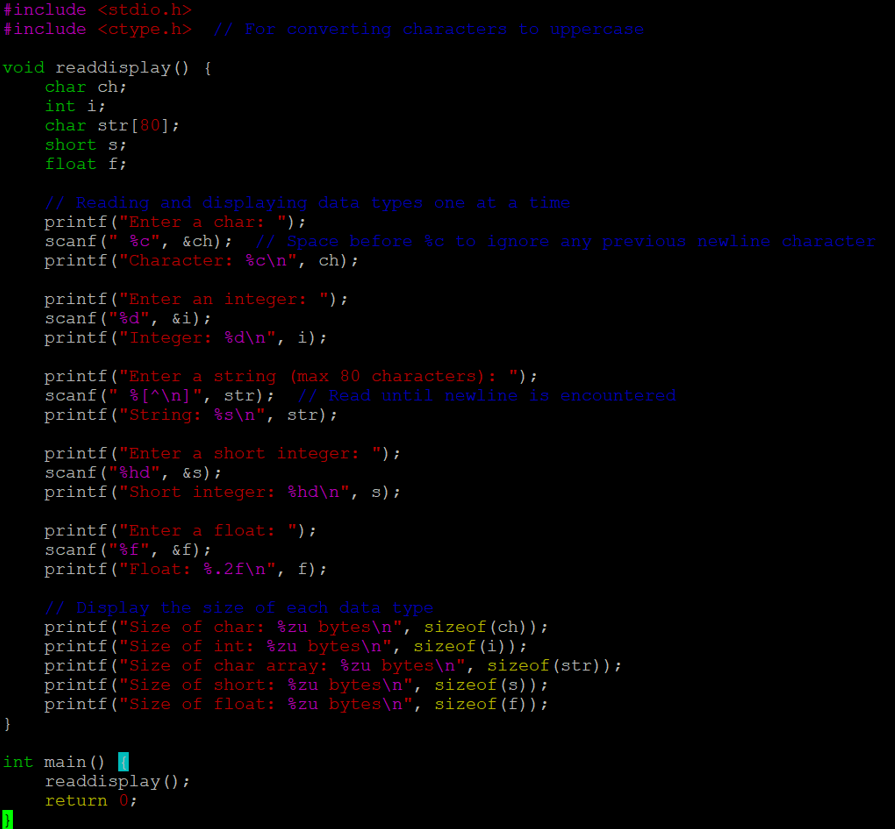 #include <stdio.h>
#include <ctype.h>  // For converting characters to uppercase

void readdisplay() {
    char ch;
    int i;
    char str[80];
    short s;
    float f;

    // Reading and displaying data types one at a time
    printf("Enter a char: ");
    scanf(" %c", &ch);  // Space before %c to ignore any previous newline character
    printf("Character: %c\n", ch);

    printf("Enter an integer: ");
    scanf("%d", &i);
    printf("Integer: %d\n", i);

    printf("Enter a string (max 80 characters): ");
    scanf(" %[^\n]", str);  // Read until newline is encountered
    printf("String: %s\n", str);

    printf("Enter a short integer: ");
    scanf("%hd", &s);
    printf("Short integer: %hd\n", s);

    printf("Enter a float: ");
    scanf("%f", &f);
    printf("Float: %.2f\n", f);

    // Display the size of each data type
    printf("Size of char: %zu bytes\n", sizeof(ch));
    printf("Size of int: %zu bytes\n", sizeof(i));
    printf("Size of char array: %zu bytes\n", sizeof(str));
    printf("Size of short: %zu bytes\n", sizeof(s));
    printf("Size of float: %zu bytes\n", sizeof(f));
}

int main() {
    readdisplay();
    return 0;
}